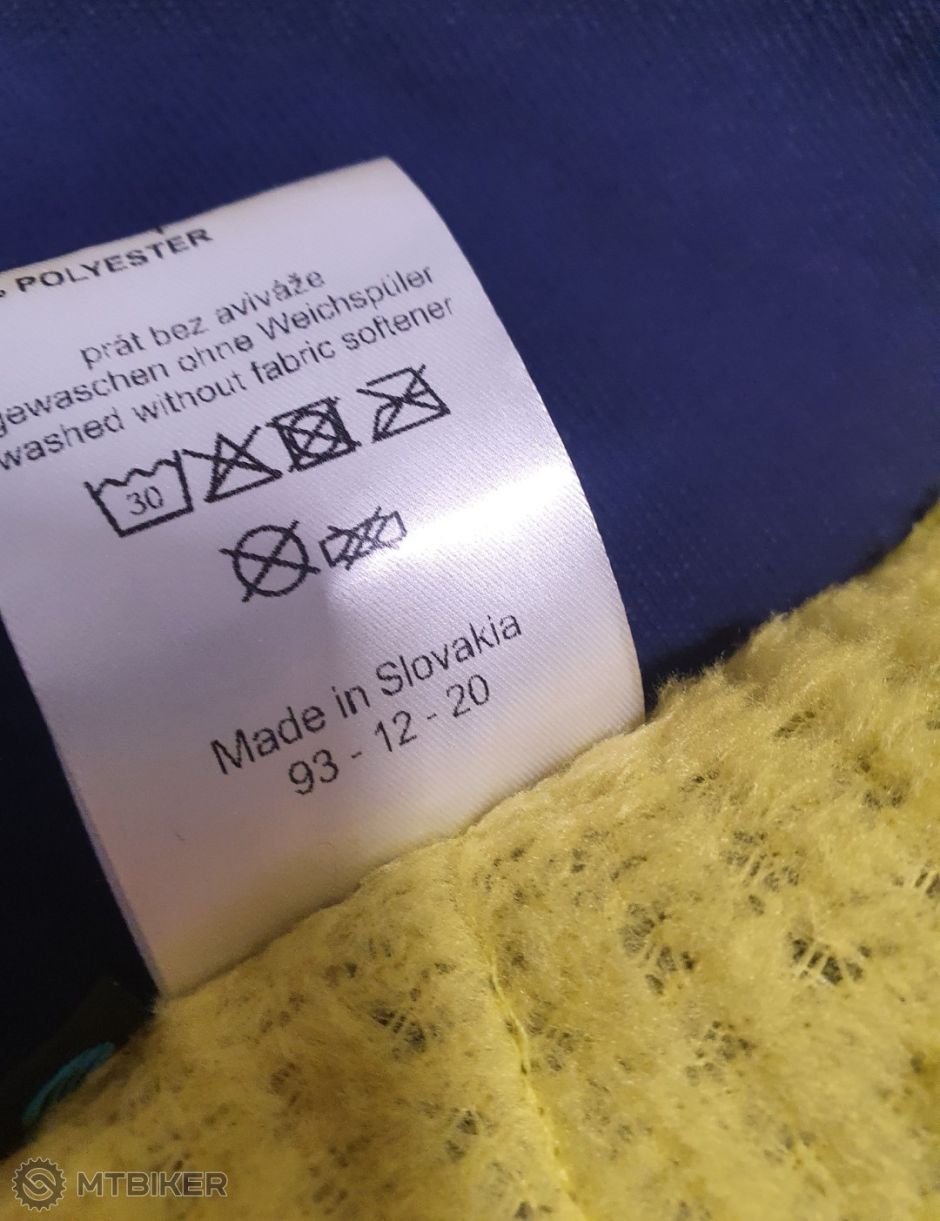 POLYESTER
prát bez aviváže
gewaschen ohne Weichspüler
washed without fabric softener
30
Made in Slovakia
93 - 12 - 20
MTBIKER